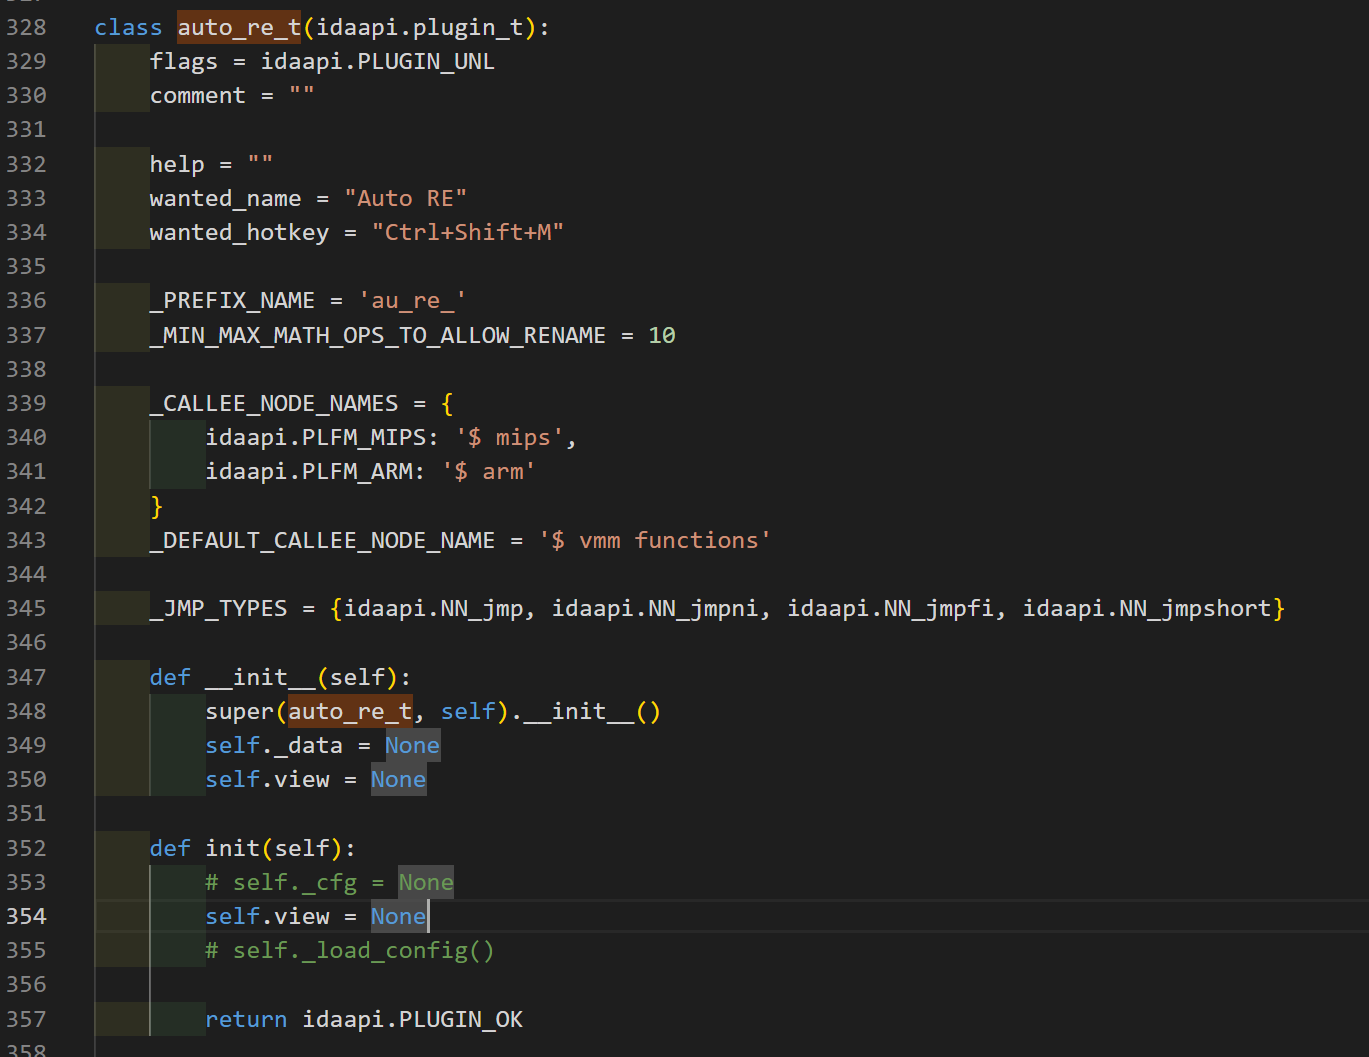 328 class auto_re_t(idaapi.plugin_t):
329     flags = idaapi.PLUGIN_UNL
330     comment = ""
331
332     help = ""
333     wanted_name = "Auto RE"
334     wanted_hotkey = "Ctrl+Shift+M"
335
336     _PREFIX_NAME = 'au_re_'
337     _MIN_MAX_MATH_OPS_TO_ALLOW_RENAME = 10
338
339     _CALLEE_NODE_NAMES = {
340         idaapi.PLFM_MIPS: '$ mips',
341         idaapi.PLFM_ARM: '$ arm'
342     }
343     _DEFAULT_CALLEE_NODE_NAME = '$ vmm functions'
344
345     _JMP_TYPES = {idaapi.NN_jmp, idaapi.NN_jmpni, idaapi.NN_jmpfi, idaapi.NN_jmpshort}
346
347     def __init__(self):
348         super(auto_re_t, self).__init__()
349         self._data = None
350         self.view = None
351
352     def init(self):
353         # self._cfg = None
354         self.view = None
355         # self._load_config()
356
357         return idaapi.PLUGIN_OK
358